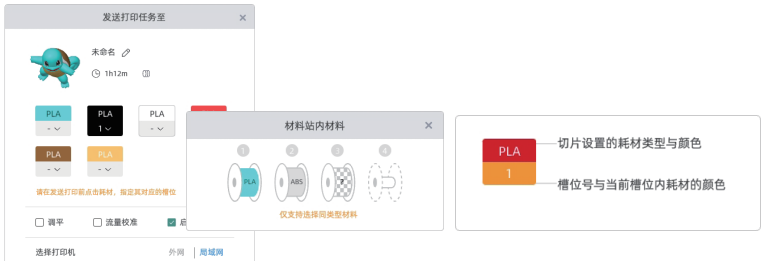 发送打印任务至
未命名
1h12m
PLA PLA PLA
- 1 -
PLA PLA
- -
请在发送打印前点击耗材，指定其对应的槽位
调平 流量校准 启
选择打印机 外网 局域网
材料站内材料
1 2 3 4
PLA ABS ?
仅支持选择同类型材料
PLA 切片设置的耗材类型与颜色
1 槽位号与当前槽位内耗材的颜色